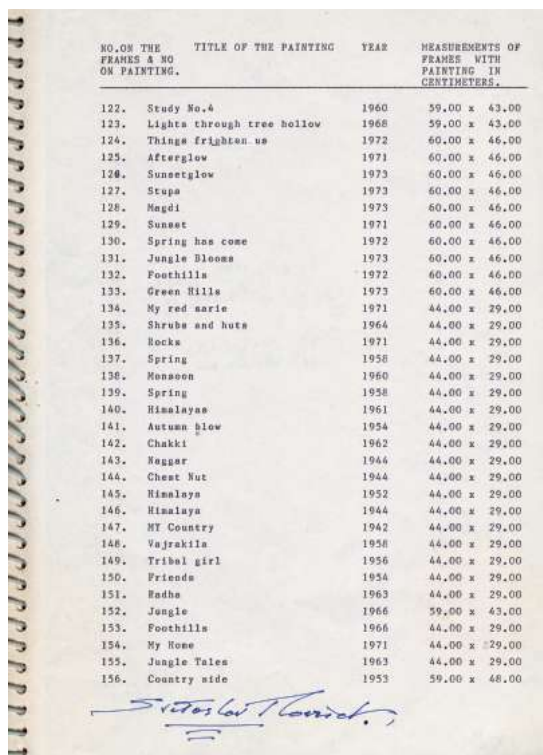 NO.ON THE TITLE OF THE PAINTING YEAR MEASUREMENTS OF
FRAMES & NO FRAMES WITH
ON PAINTING. PAINTING IN
CENTIMETERS.
122. Study No.4 1960 59.00 x 43.00
123. Lights through tree hollow 1968 59.00 x 43.00
124. Things frighten us 1972 60.00 x 46.00
125. Afterglow 1971 60.00 x 46.00
126. Sunsetglow 1973 60.00 x 46.00
127. Stupa 1973 60.00 x 46.00
128. Magdi 1973 60.00 x 46.00
129. Sunset 1971 60.00 x 46.00
130. Spring has come 1972 60.00 x 46.00
131. Jungle Blooms 1973 60.00 x 46.00
132. Foothills 1972 60.00 x 46.00
133. Green Hills 1973 60.00 x 46.00
134. My red sarie 1971 44.00 x 29.00
135. Shrubs and huts 1964 44.00 x 29.00
136. Rocks 1971 44.00 x 29.00
137. Spring 1958 44.00 x 29.00
138. Monsoon 1960 44.00 x 29.00
139. Spring 1958 44.00 x 29.00
140. Himalayas 1961 44.00 x 29.00
141. Autumn blow 1954 44.00 x 29.00
142. Chakki 1962 44.00 x 29.00
143. Naggar 1944 44.00 x 29.00
144. Chest Nut 1944 44.00 x 29.00
145. Himalaya 1952 44.00 x 29.00
146. Himalaya 1944 44.00 x 29.00
147. MY Country 1942 44.00 x 29.00
148. Vajrakila 1958 44.00 x 29.00
149. Tribal girl 1956 44.00 x 29.00
150. Friends 1954 44.00 x 29.00
151. Radha 1963 44.00 x 29.00
152. Jungle 1966 59.00 x 43.00
153. Foothills 1966 44.00 x 29.00
154. My Home 1971 44.00 x 29.00
155. Jungle Tales 1963 44.00 x 29.00
156. Country side 1953 59.00 x 48.00
Svetoslav Roerich